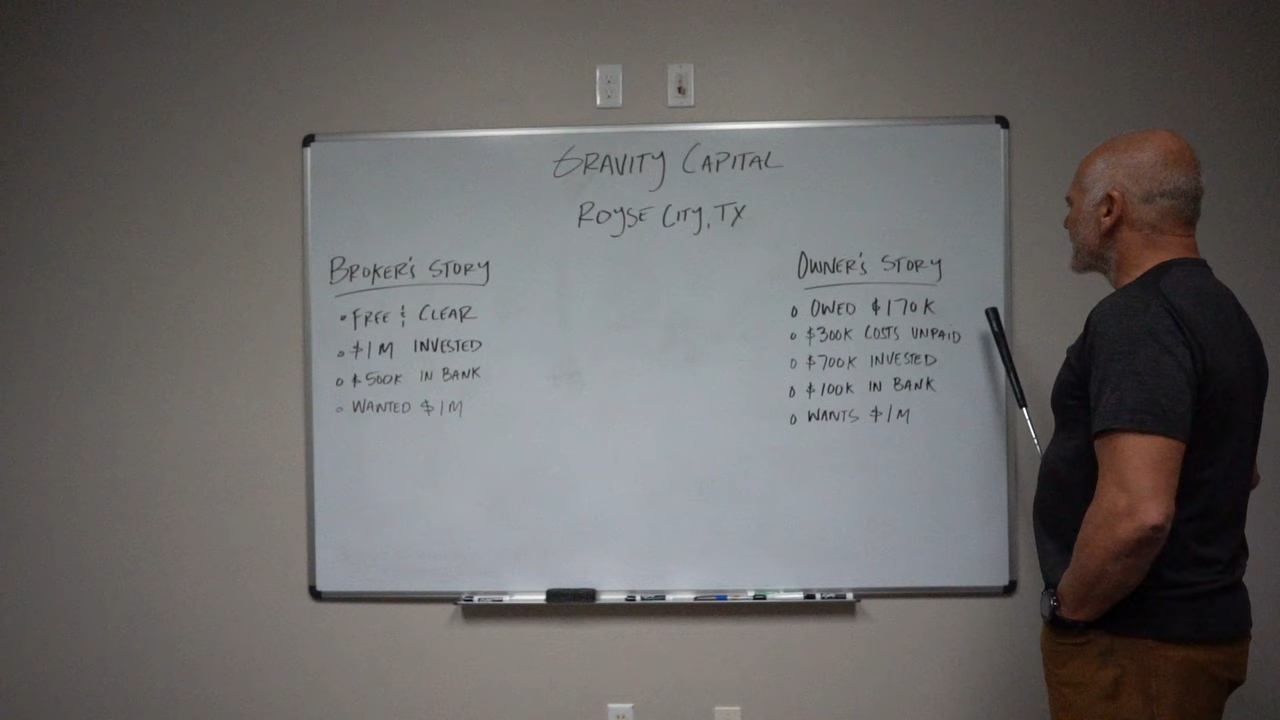 GRAVITY CAPITAL
ROYSE CITY, TX
BROKER'S STORY
• FREE & CLEAR
• $1M INVESTED
• $500K IN BANK
• WANTED $1M
OWNER'S STORY
• OWED $170K
• $300K COSTS UNPAID
• $700K INVESTED
• $100K IN BANK
• WANTS $1M